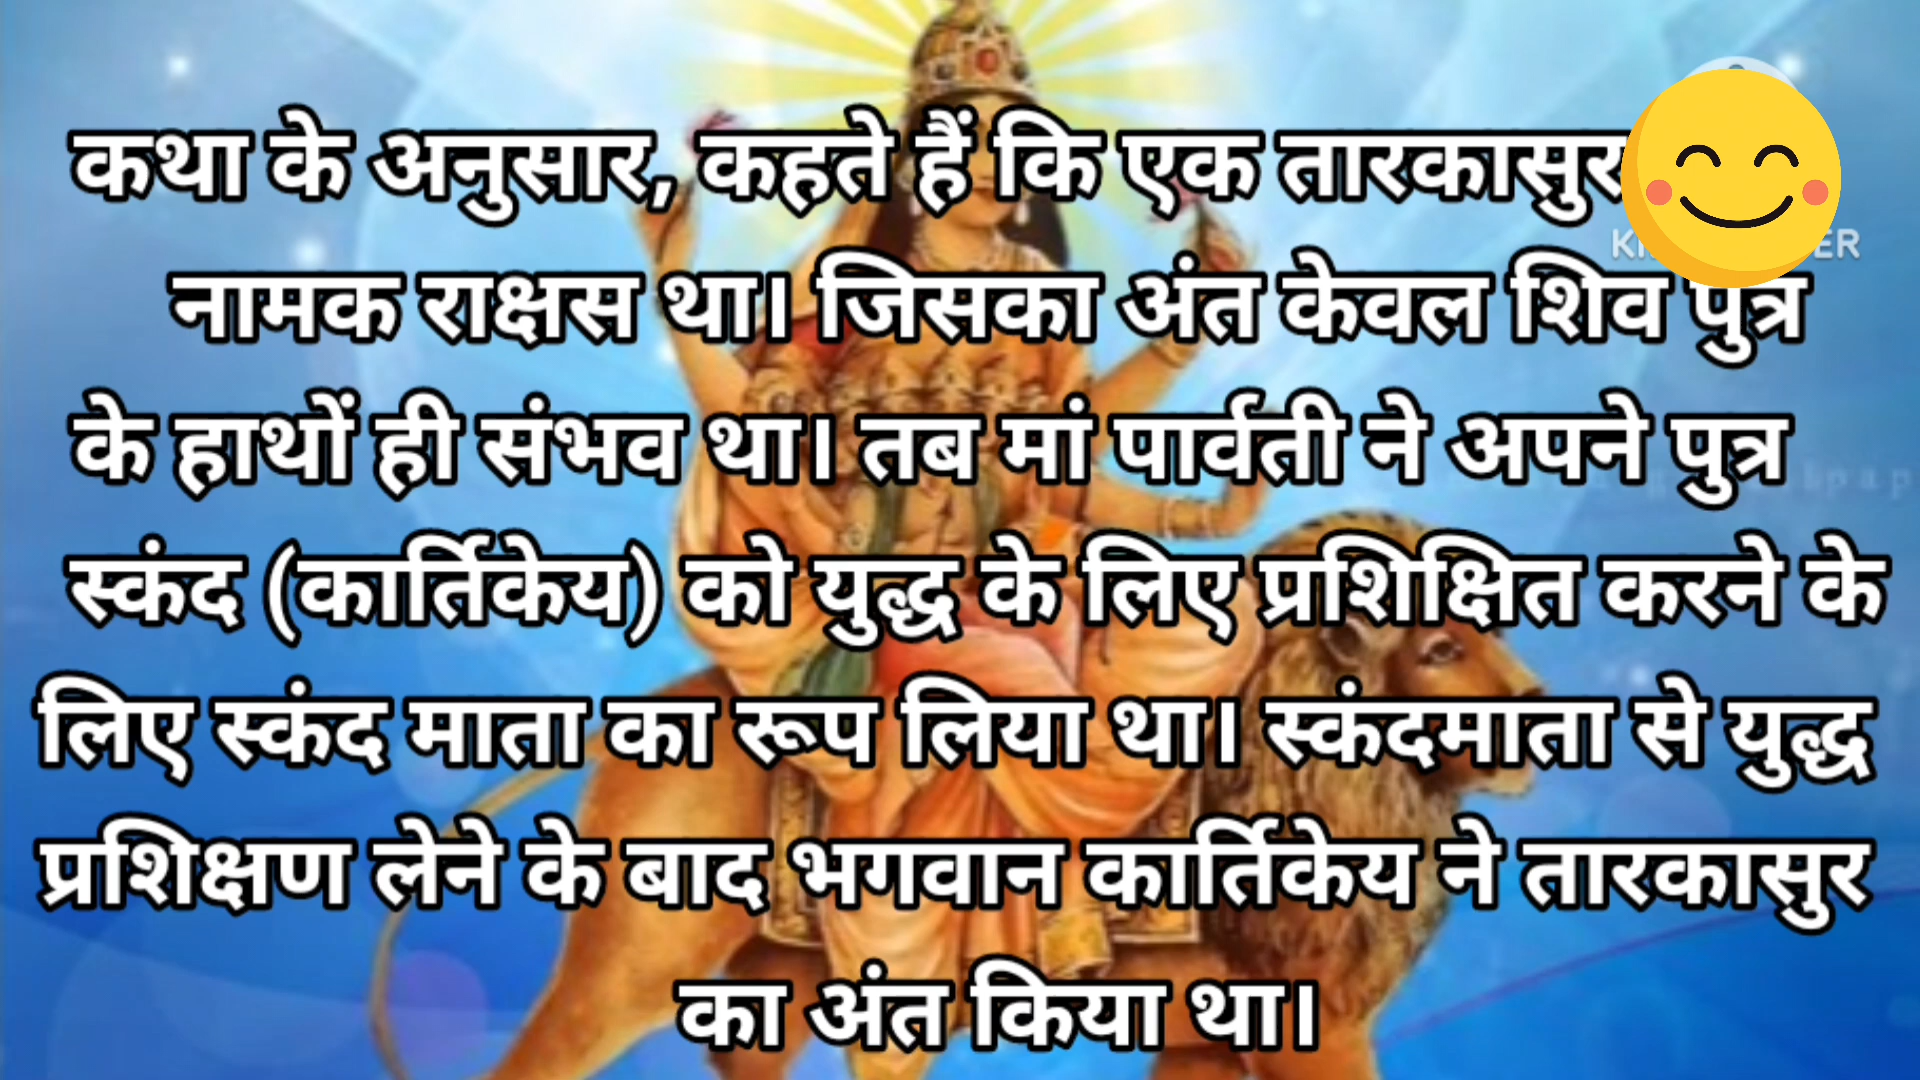 कथा के अनुसार, कहते हैं कि एक तारकासुर
नामक राक्षस था। जिसका अंत केवल शिव पुत्र
के हाथों ही संभव था। तब मां पार्वती ने अपने पुत्र
स्कंद (कार्तिकेय) को युद्ध के लिए प्रशिक्षित करने के
लिए स्कंद माता का रूप लिया था। स्कंदमाता से युद्ध
प्रशिक्षण लेने के बाद भगवान कार्तिकेय ने तारकासुर
का अंत किया था।